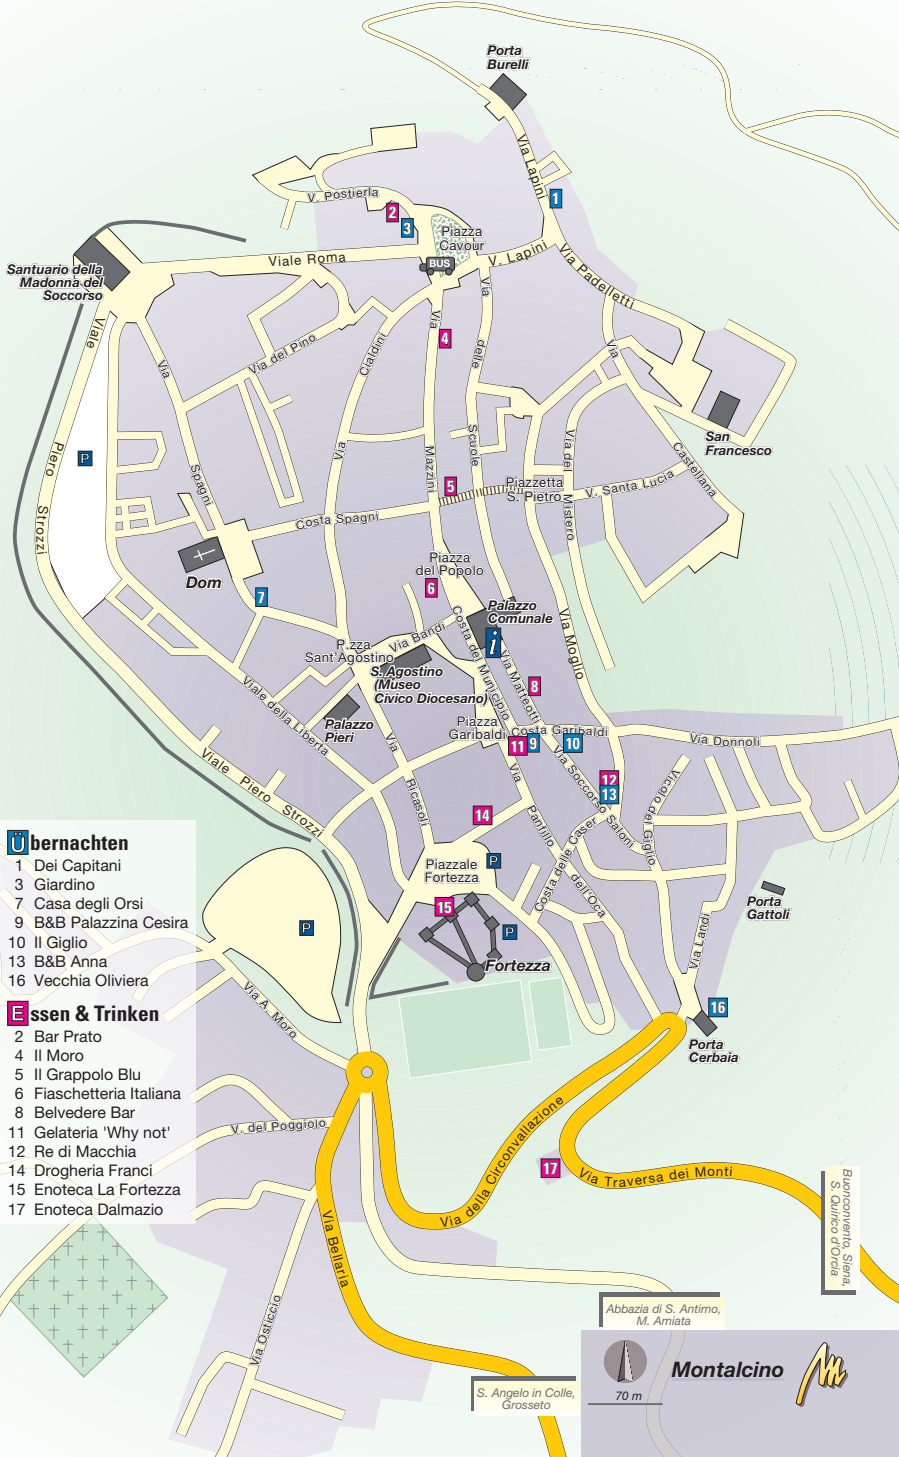 Porta
Burelli
Via Lapini
1
V. Postierla
2
3
Piazza
Cavour
BUS
Viale Roma
V. Lapini
Via Padelletti
Santuario della
Madonna del
Soccorso
Viale Piero Strozzi
Via Spagni
Via del Pino
Via Cialdini
Via Mazzini
4
Via delle Scuole
Via Castellana
San
Francesco
P
Via del Mistero
V. Santa Lucia
Piazzetta
S. Pietro
5
Costa Spagni
Dom
Piazza
del Popolo
6
7
Palazzo
Comunale
i
Via Bandi
P.zza
Sant'Agostino
S. Agostino
(Museo
Civico Diocesano)
Costa del Municipio
Via Matteotti
Via Moglio
8
Viale della Liberta
Palazzo
Pieri
Via Ricasoli
Piazza
Garibaldi
Costa Garibaldi
11
9
10
Via Donnoli
Viale Piero Strozzi
Via Soccorso Saloni
12
13
Vicolo del Giglio
Via Panfilo dell'Oca
Costa delle Caser
14
Piazzale
Fortezza
P
15
P
P
Fortezza
Porta
Gattoli
Via Landi
16
Porta
Cerbaia
Übernachten
1 Dei Capitani
3 Giardino
7 Casa degli Orsi
9 B&B Palazzina Cesira
10 Il Giglio
13 B&B Anna
16 Vecchia Oliviera
Essen & Trinken
2 Bar Prato
4 Il Moro
5 Il Grappolo Blu
6 Fiaschetteria Italiana
8 Belvedere Bar
11 Gelateria 'Why not'
12 Re di Macchia
14 Drogheria Franci
15 Enoteca La Fortezza
17 Enoteca Dalmazio
Via A. Moro
V. del Poggiolo
Via della Circonvallazione
17
Via Traversa dei Monti
Via Bellaria
Via Osticcio
Buonconvento, Siena,
S. Quirico d'Orcia
Abbazia di S. Antimo,
M. Amiata
S. Angelo in Colle,
Grosseto
Montalcino
70 m